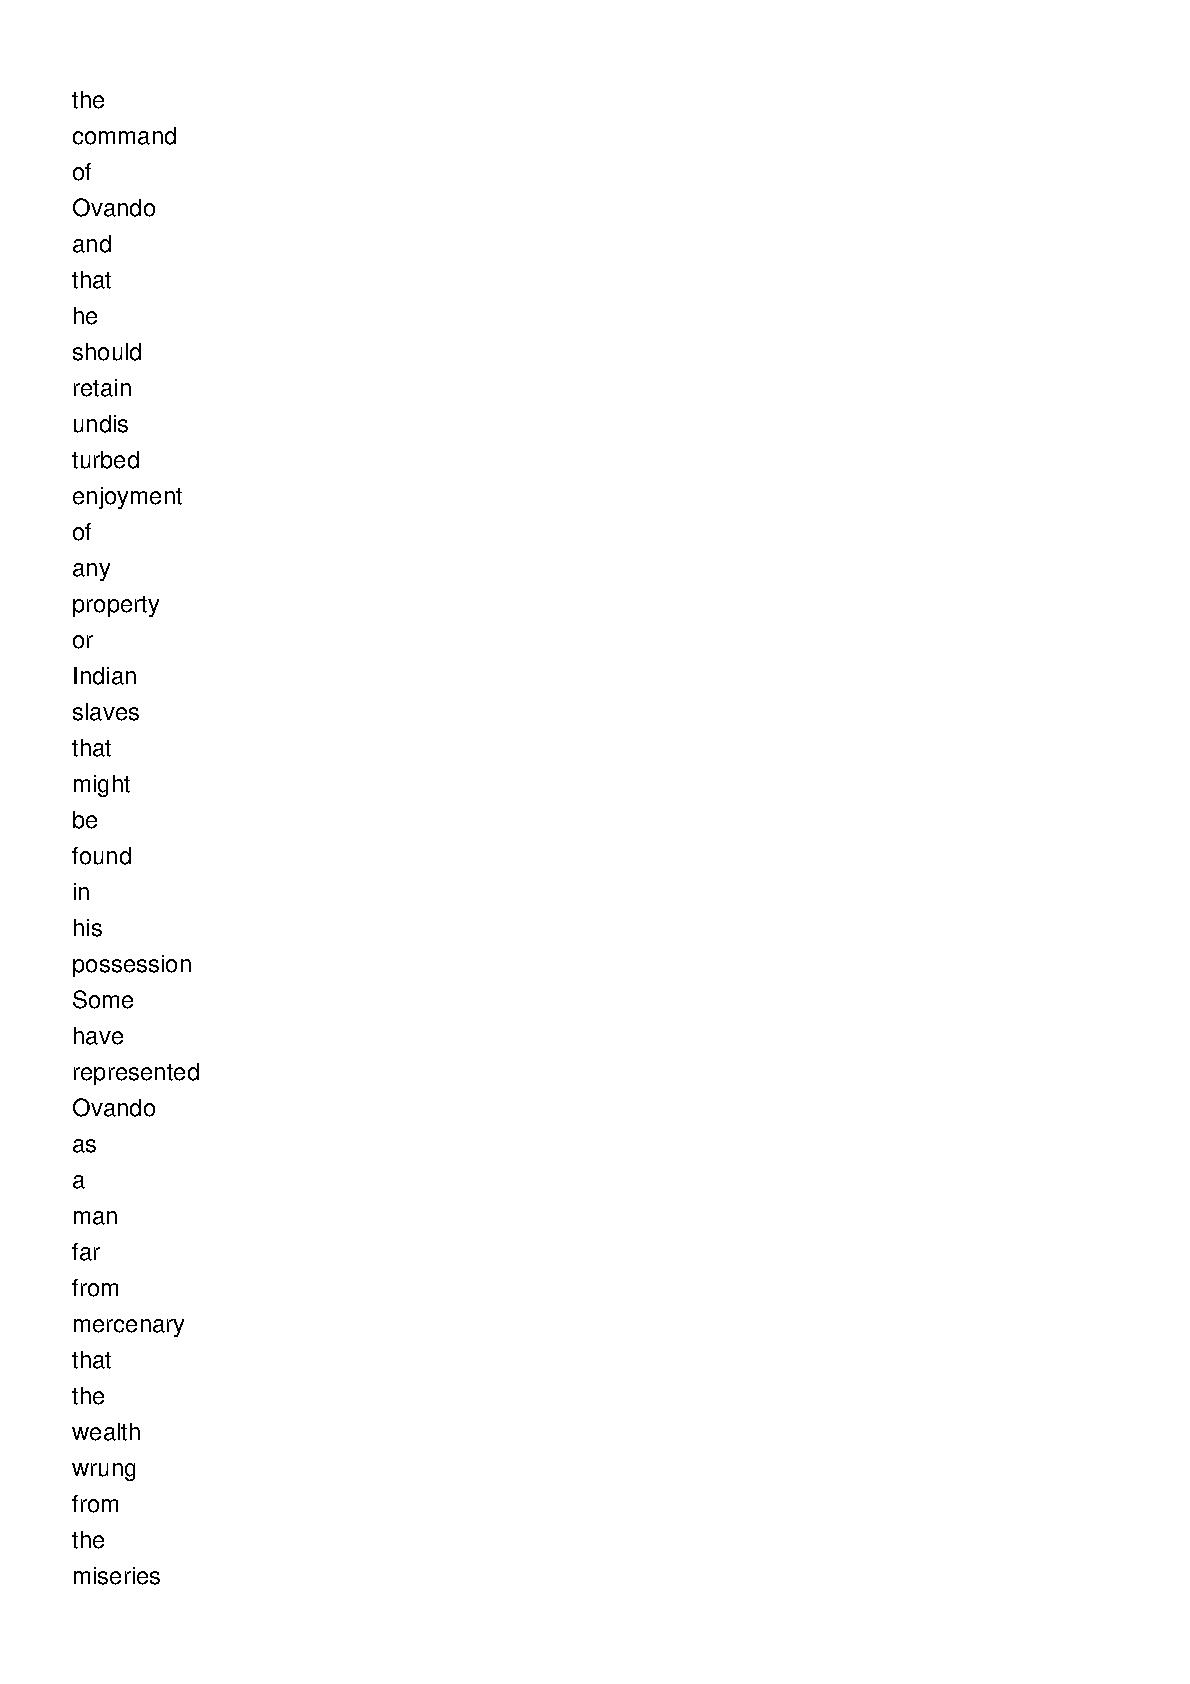 the
command
of
Ovando
and
that
he
should
retain
undis
turbed
enjoyment
of
any
property
or
Indian
slaves
that
might
be
found
in
his
possession
Some
have
represented
Ovando
as
a
man
far
from
mercenary
that
the
wealth
wrung
from
the
miseries